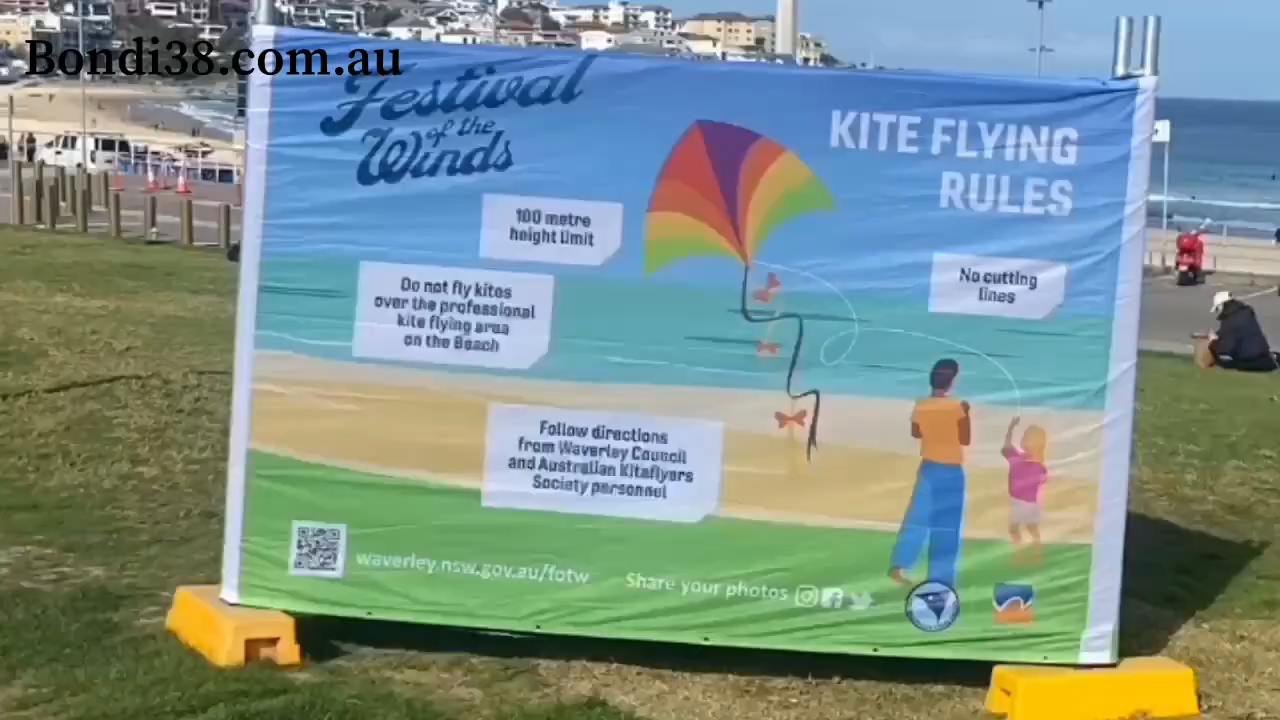 Bondi38.com.au
Festival
of the
Winds
KITE FLYING
RULES
100 metre
height limit
No cutting
lines
Do not fly kites
over the professional
kite flying area
on the Beach
Follow directions
from Waverley Council
and Australian Kiteflyers
Society personnel
waverley.nsw.gov.au/fotw
Share your photos